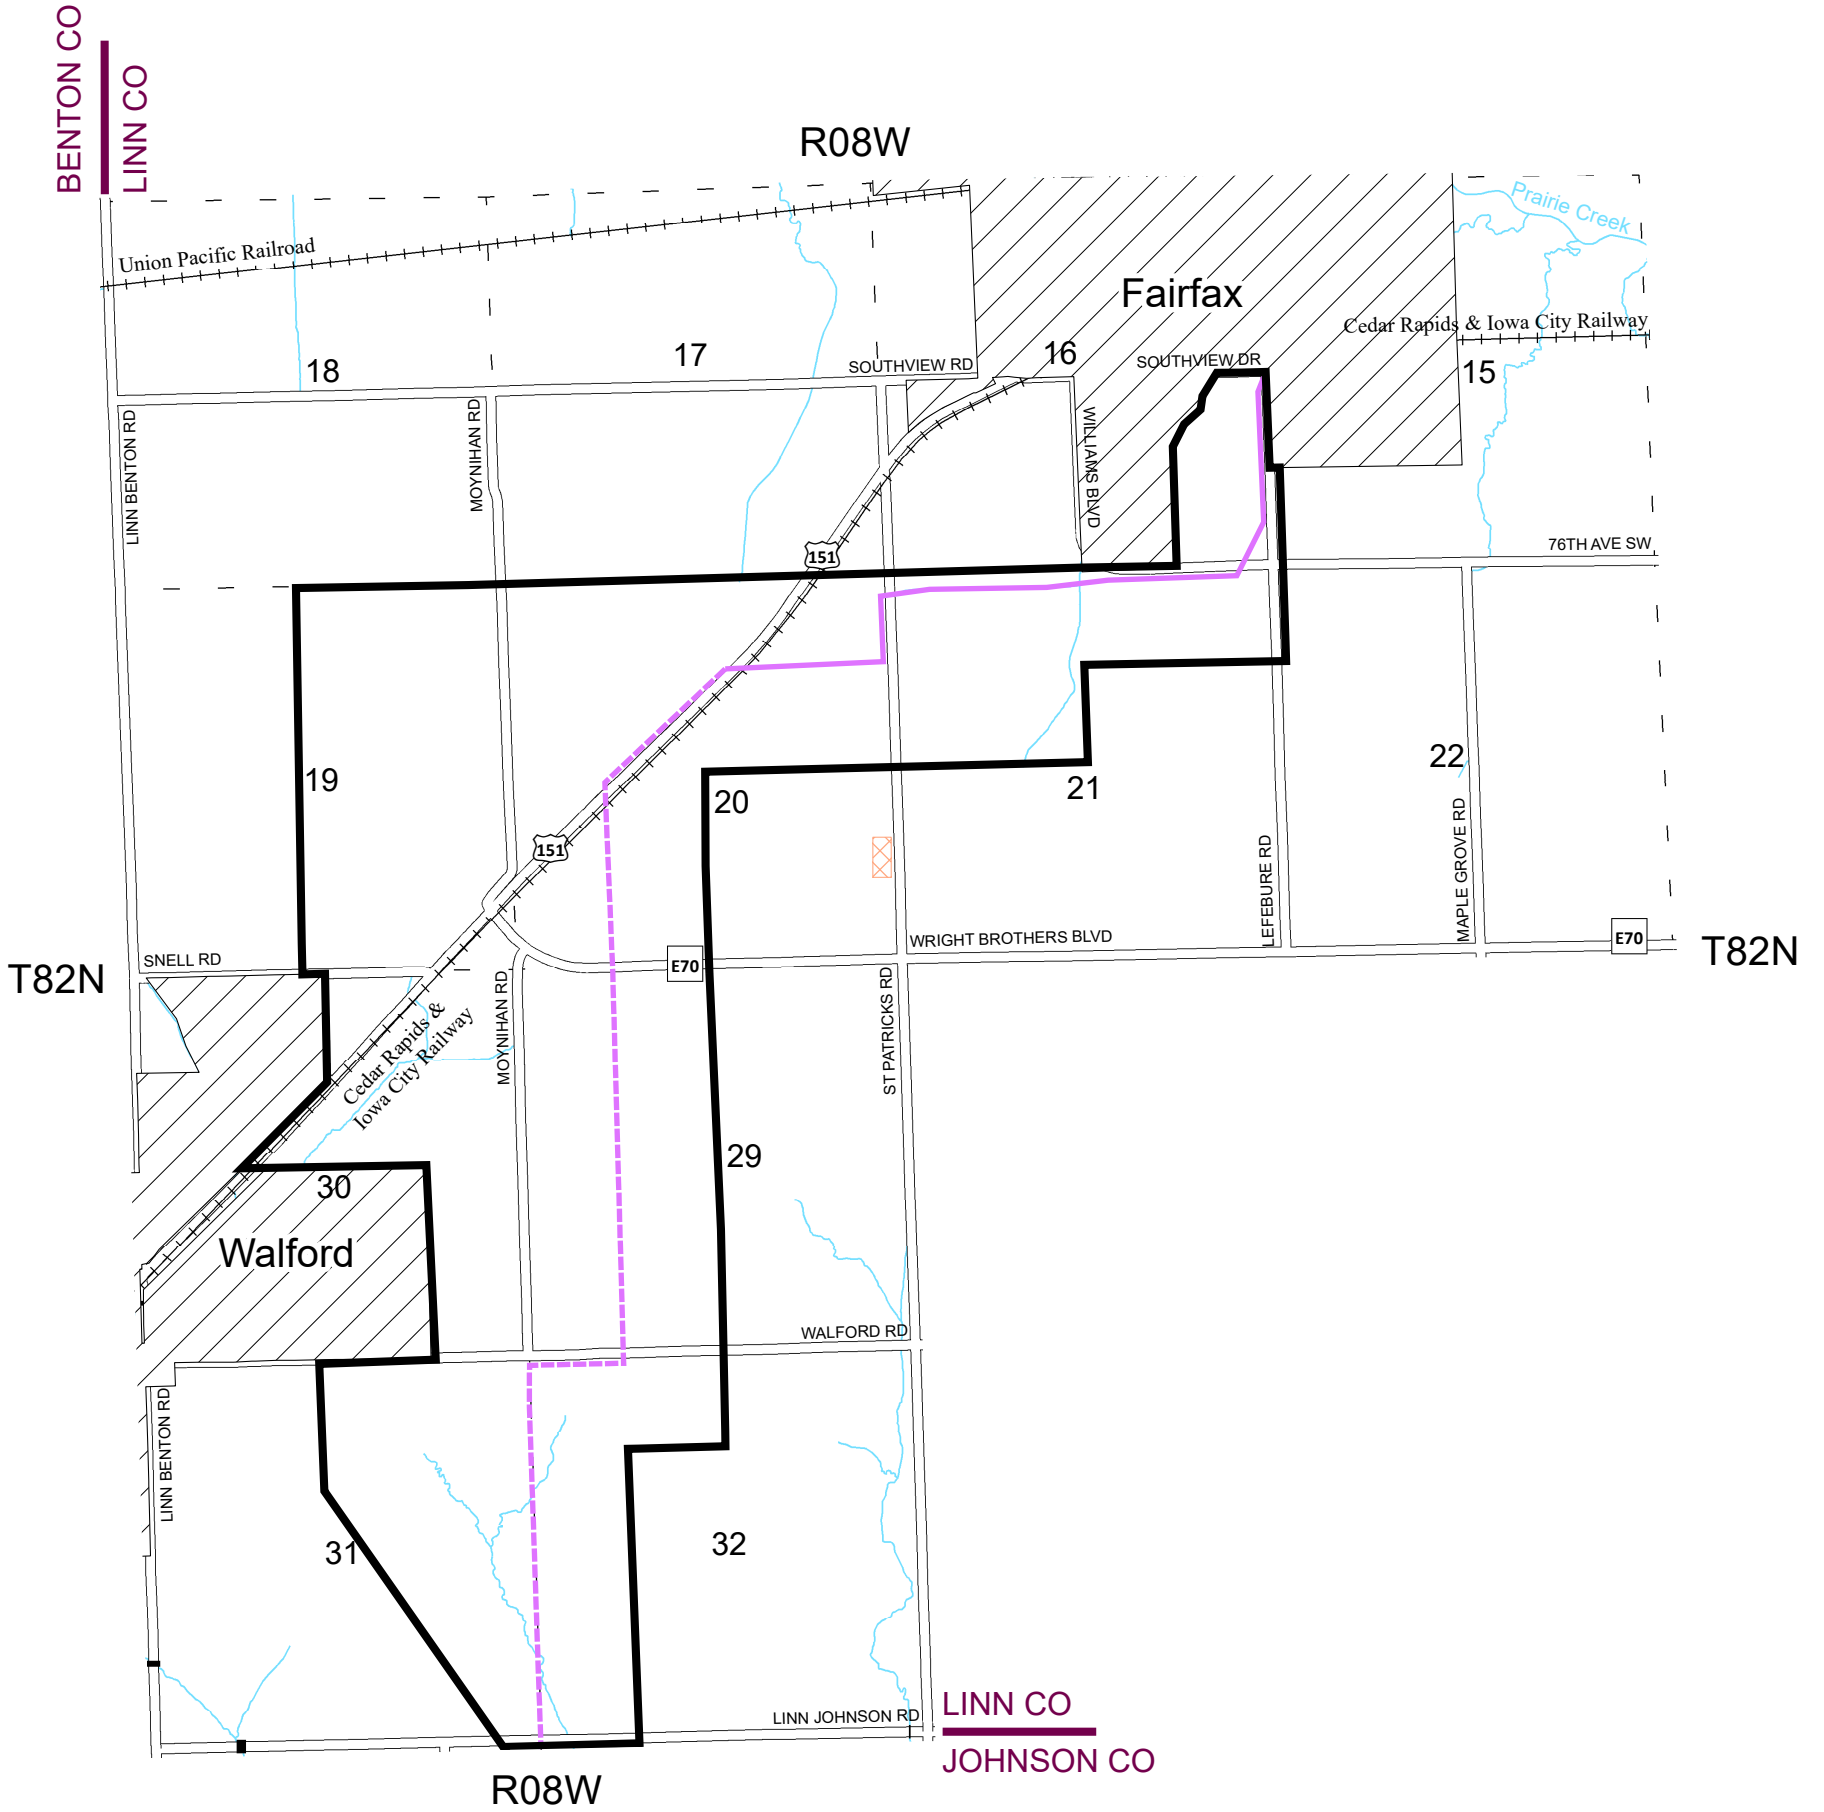 BENTON CO
LINN CO
R08W
Prairie Creek
Union Pacific Railroad
Fairfax
Cedar Rapids & Iowa City Railway
18
17
SOUTHVIEW RD
16
SOUTHVIEW DR
15
LINN BENTON RD
MOYNIHAN RD
WILLIAMS BLVD
76TH AVE SW
151
19
20
21
22
151
LEFEBURE RD
MAPLE GROVE RD
SNELL RD
WRIGHT BROTHERS BLVD
E70
E70
T82N
T82N
Cedar Rapids &
Iowa City Railway
MOYNIHAN RD
ST PATRICKS RD
29
30
Walford
WALFORD RD
LINN BENTON RD
31
32
LINN JOHNSON RD
LINN CO
JOHNSON CO
R08W